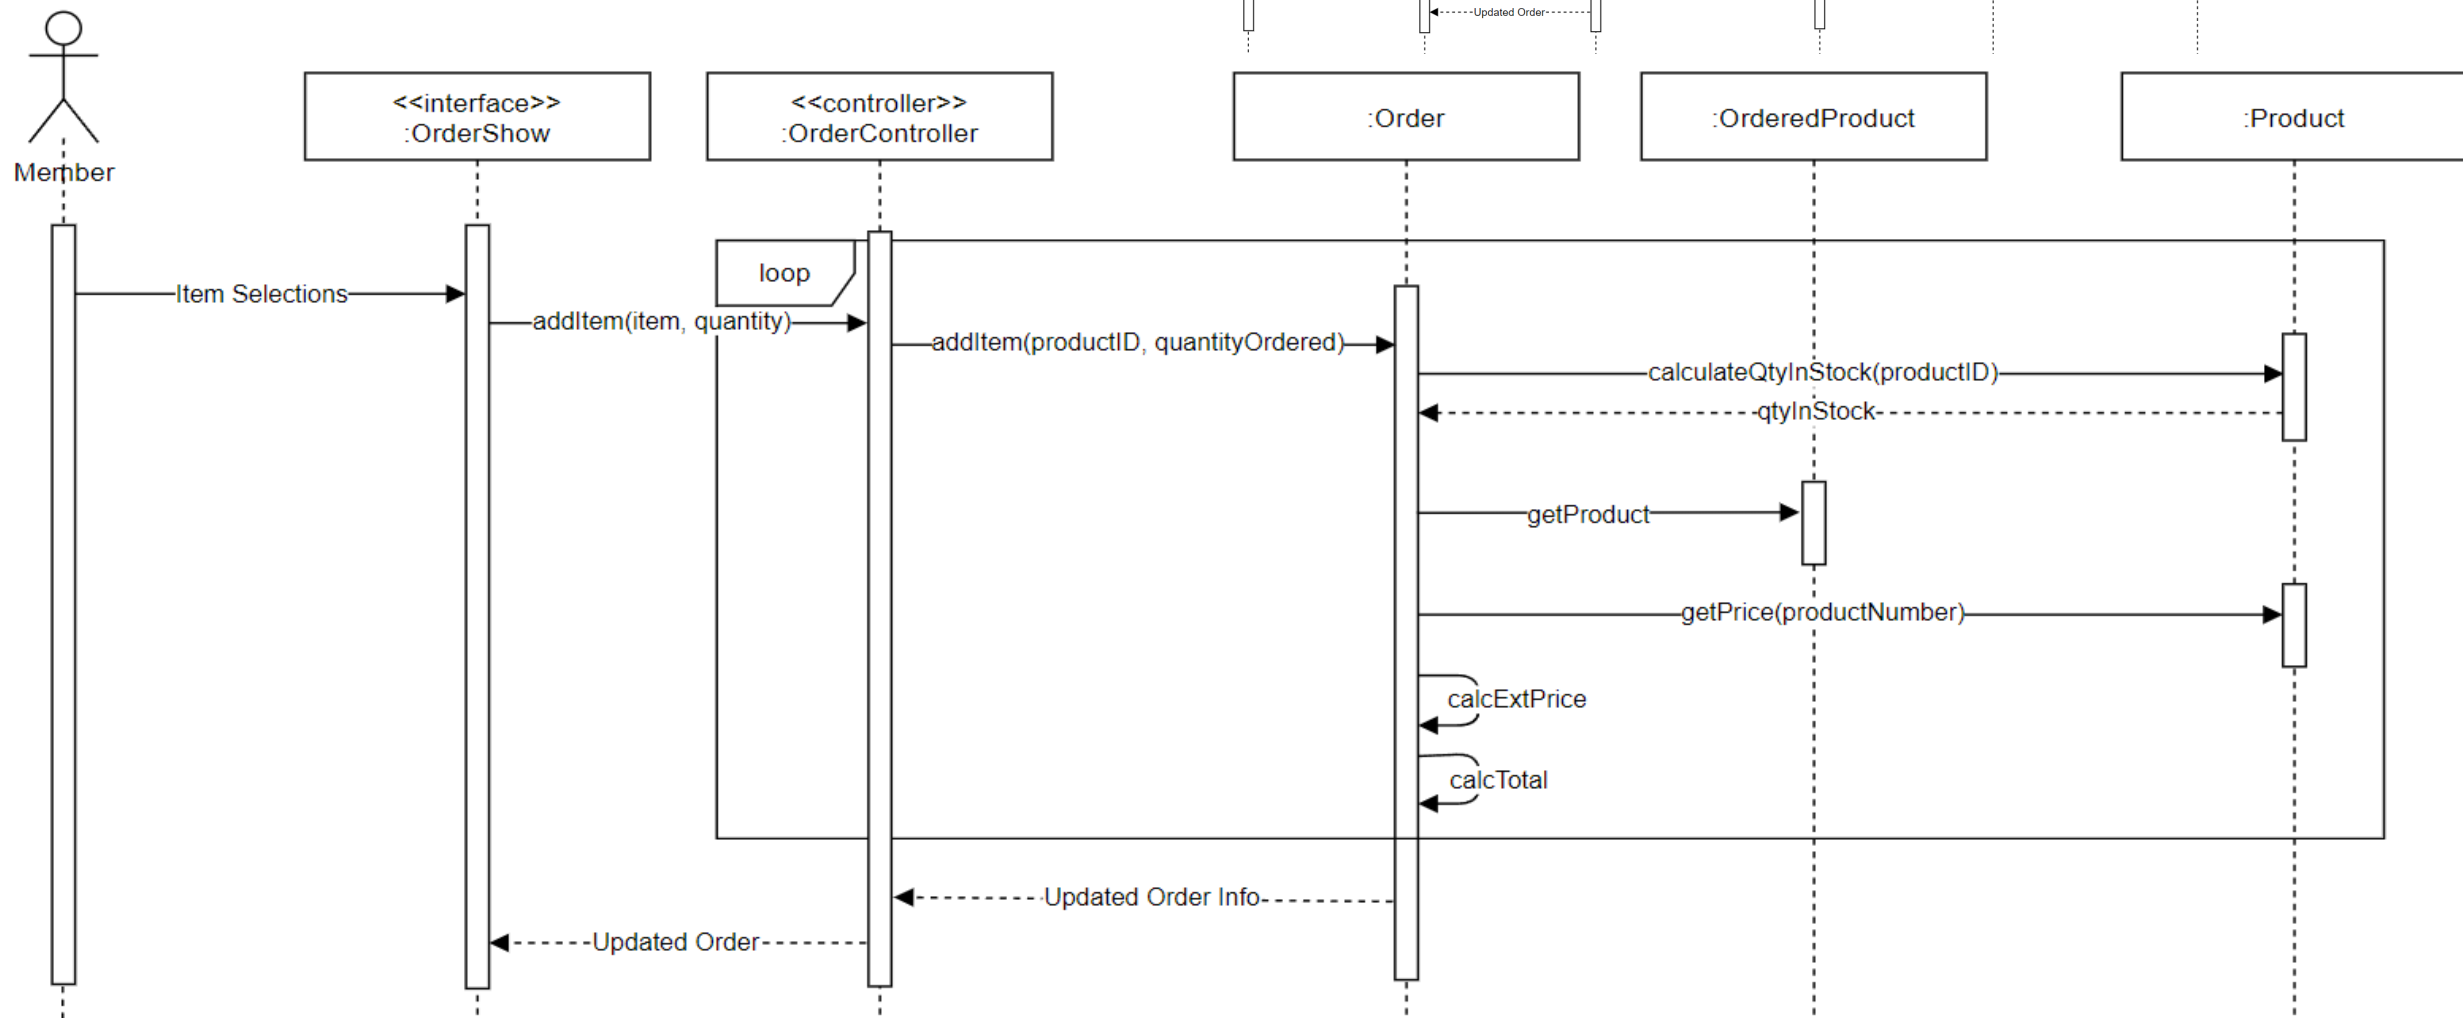 Updated Order
Member
<<interface>>
:OrderShow
<<controller>>
:OrderController
:Order
:OrderedProduct
:Product
loop
Item Selections
addItem(item, quantity)
addItem(productID, quantityOrdered)
calculateQtyInStock(productID)
qtyInStock
getProduct
getPrice(productNumber)
calcExtPrice
calcTotal
Updated Order Info
Updated Order